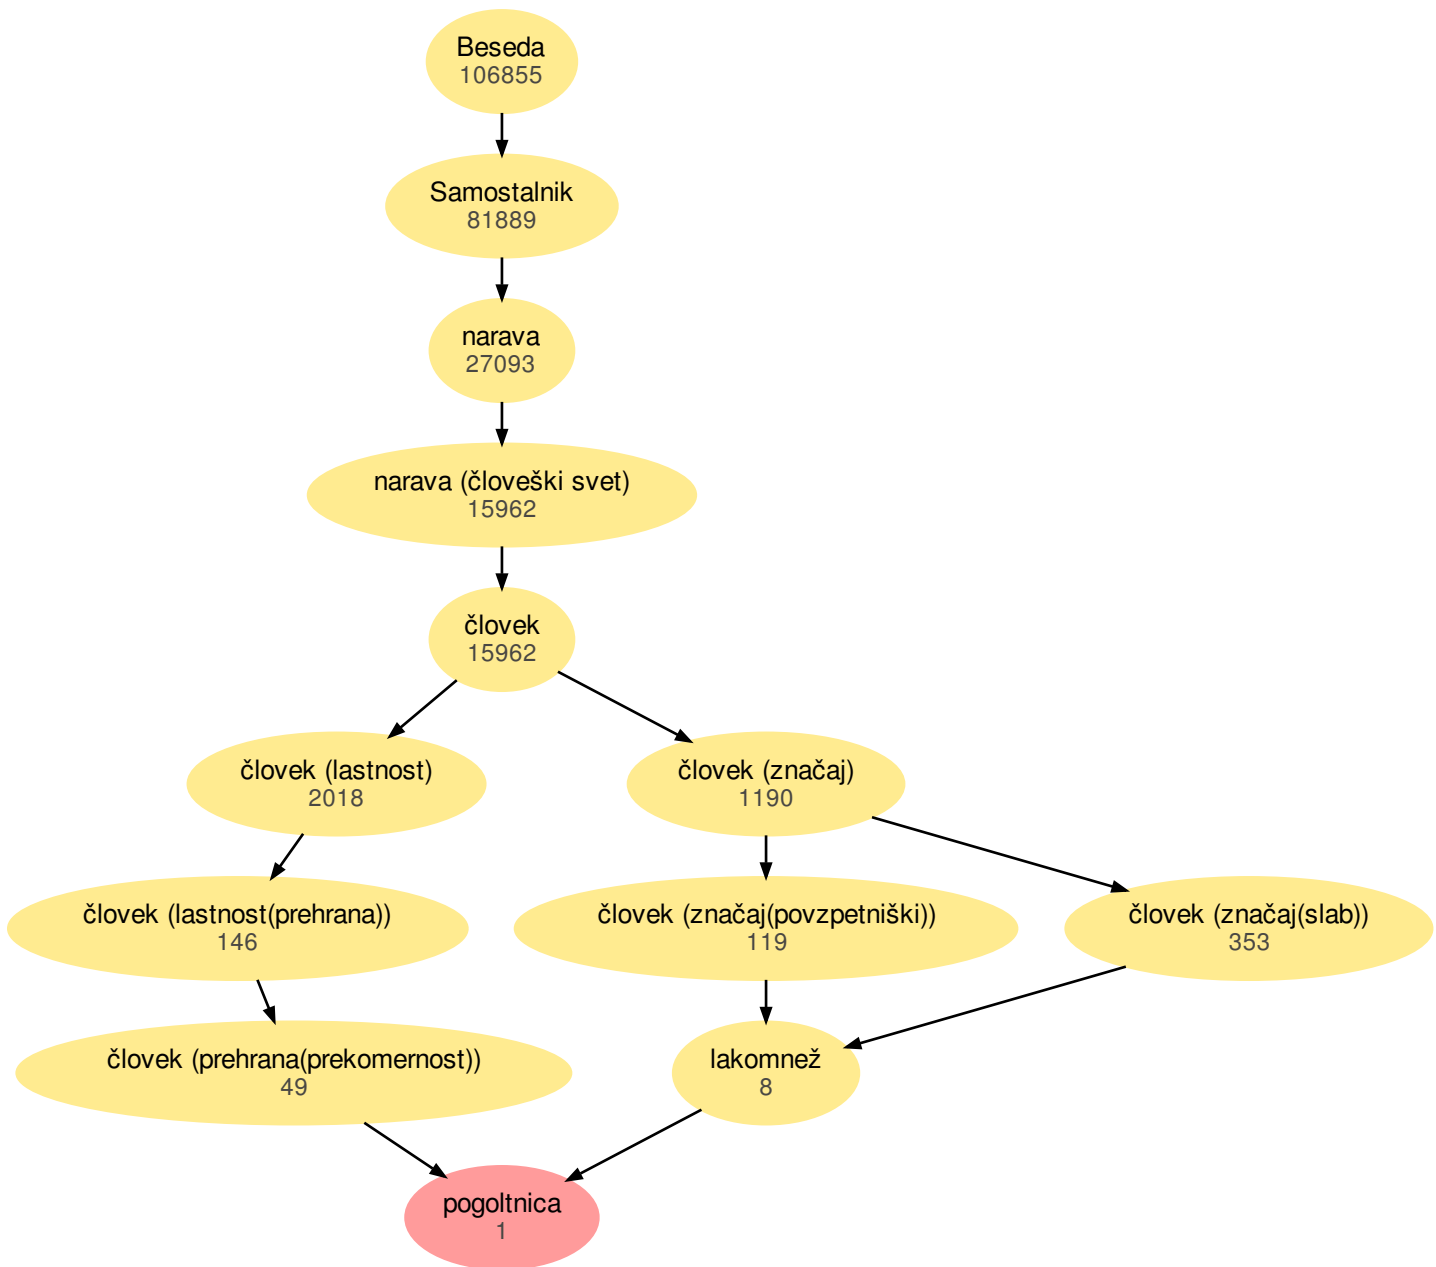 Beseda
106855
Samostalnik
81889
narava
27093
narava (človeški svet)
15962
človek
15962
človek (lastnost)
2018
človek (značaj)
1190
človek (lastnost(prehrana))
146
človek (značaj(povzpetniški))
119
človek (značaj(slab))
353
človek (prehrana(prekomernost))
49
lakomnež
8
pogoltnica
1